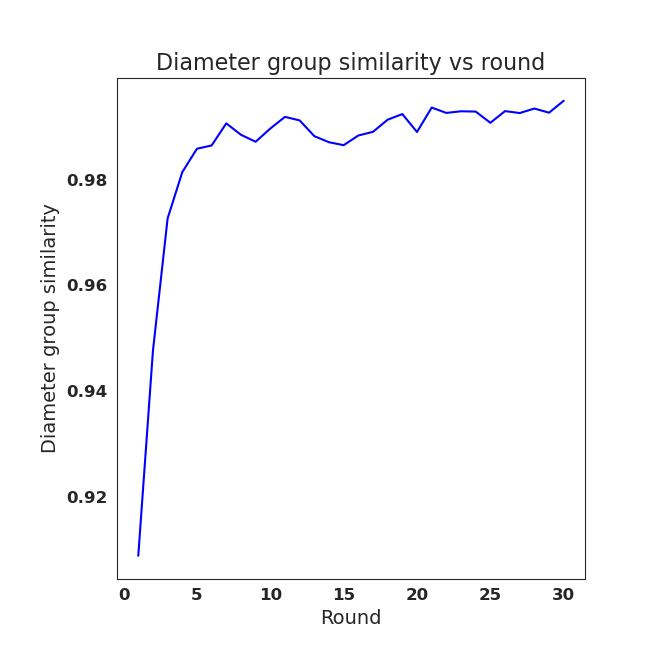 Diameter group similarity vs round
Diameter group similarity
0.98
0.96
0.94
0.92
0 5 10 15 20 25 30
Round